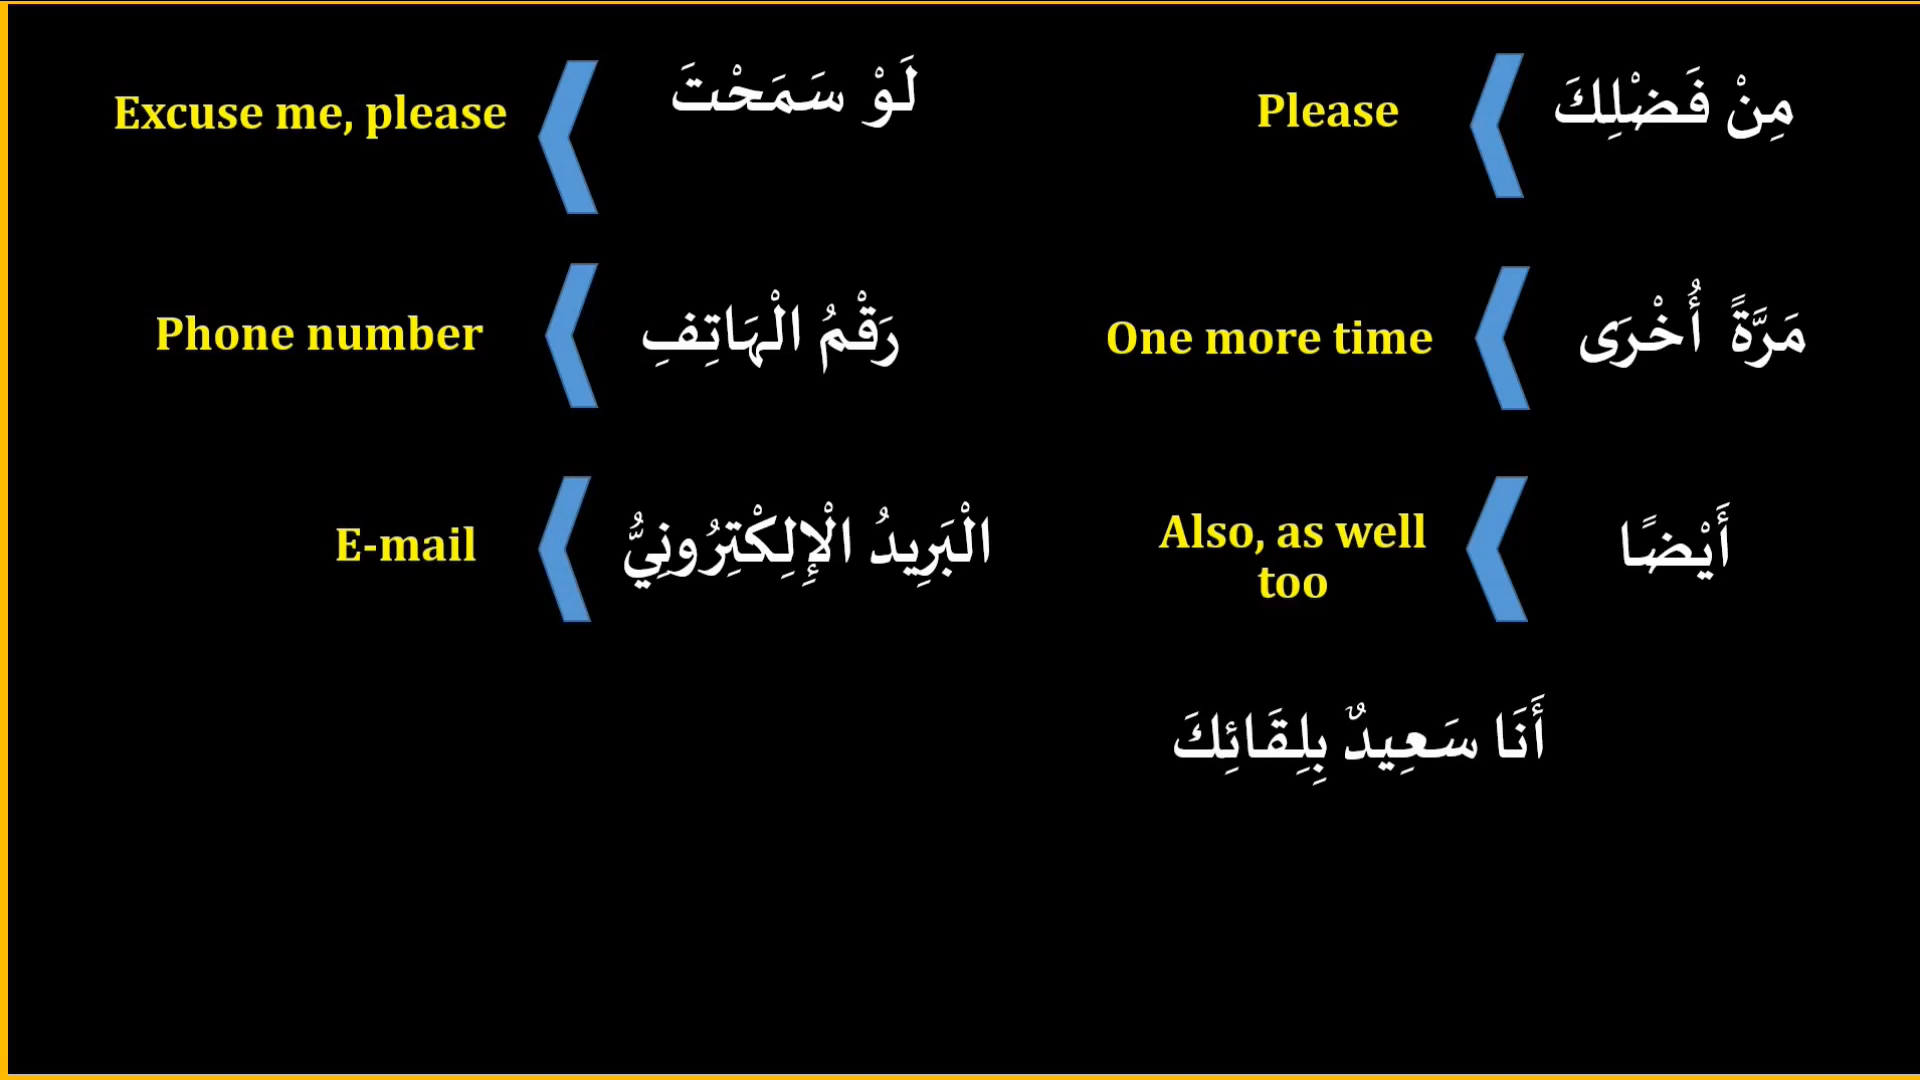 مِنْ فَضْلِكَ
Please
لَوْ سَمَحْتَ
Excuse me, please
مَرَّةً أُخْرَى
One more time
رَقْمُ الْهَاتِفِ
Phone number
أَيْضًا
Also, as well
too
الْبَرِيدُ الْإِلِكْتِرُونِيُّ
E-mail
أَنَا سَعِيدٌ بِلِقَائِكَ